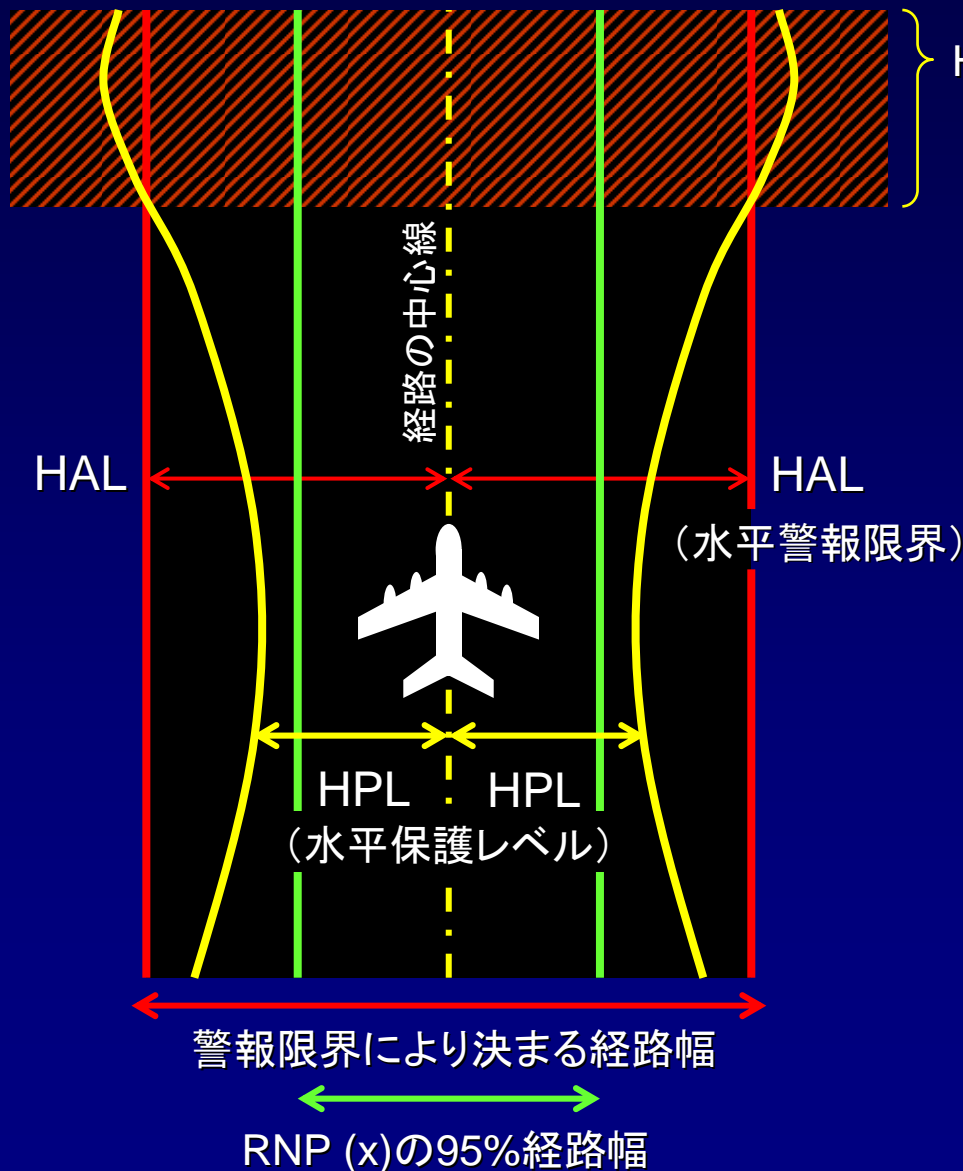 H
経路の中心線
HAL
HAL
（水平警報限界）
HPL
HPL
（水平保護レベル）
警報限界により決まる経路幅
RNP (x)の95%経路幅